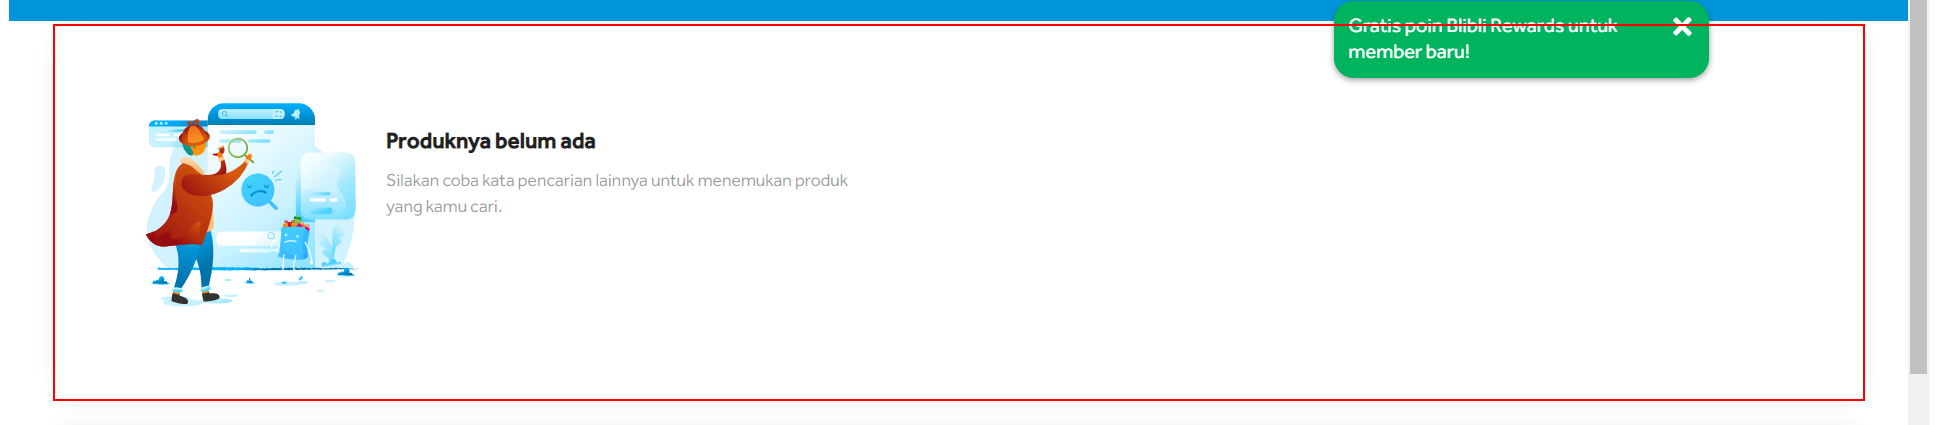 Gratis poin Blibli Rewards untuk
member baru!
Produknya belum ada
Silakan coba kata pencarian lainnya untuk menemukan produk
yang kamu cari.